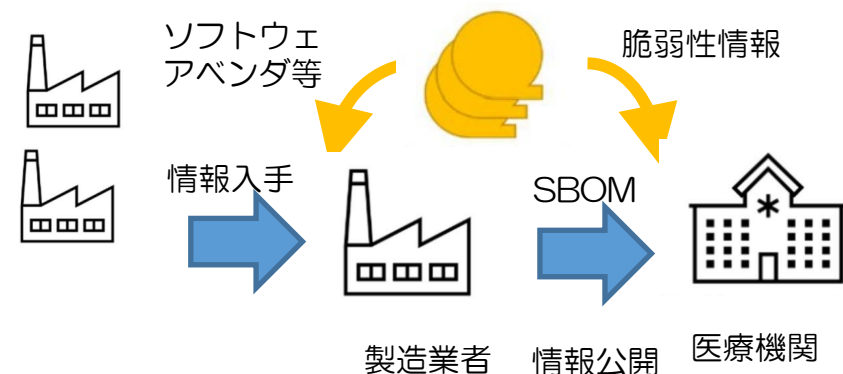 ソフトウェ
アベンダ等
脆弱性情報
情報入手
SBOM
製造業者
情報公開
医療機関